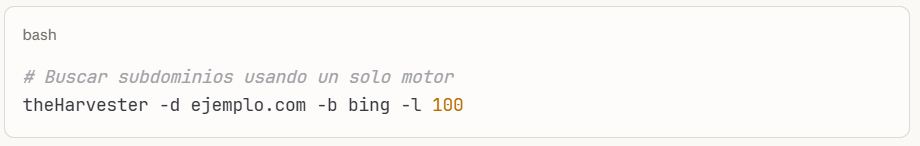 bash
# Buscar subdominios usando un solo motor
theHarvester -d ejemplo.com -b bing -l 100